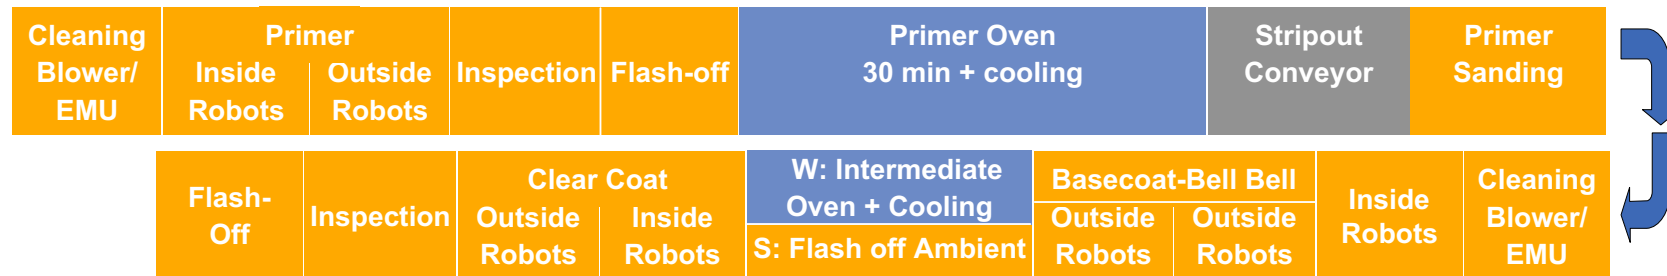 Cleaning
Blower/
EMU
Primer
Inside
Robots
Outside
Robots
Inspection
Flash-off
Primer Oven
30 min + cooling
Stripout
Conveyor
Primer
Sanding
Flash-
Off
Inspection
Clear Coat
Outside
Robots
Inside
Robots
W: Intermediate
Oven + Cooling
S: Flash off Ambient
Basecoat-Bell Bell
Outside
Robots
Outside
Robots
Inside
Robots
Cleaning
Blower/
EMU